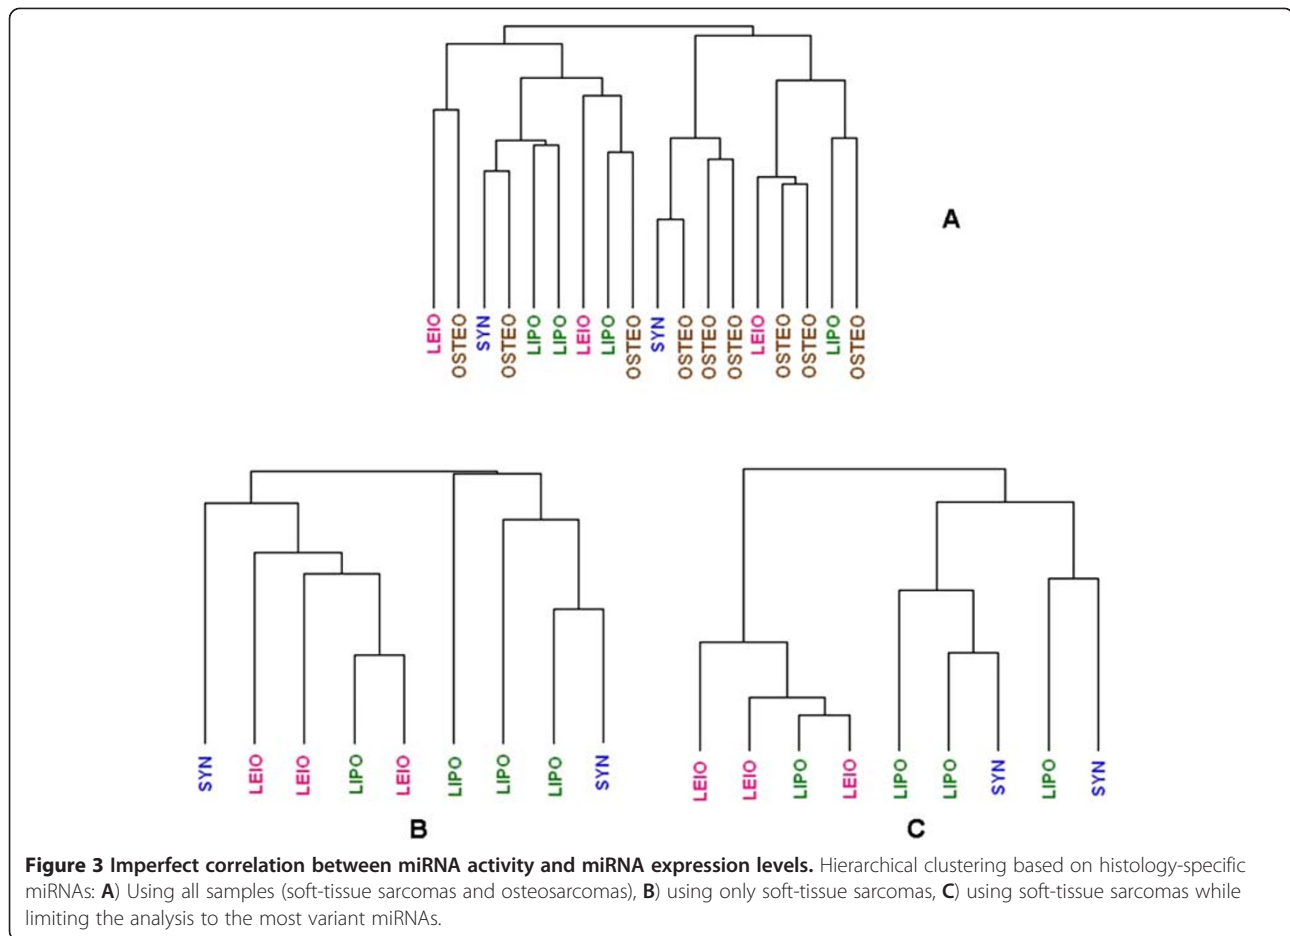 A
LEIO
OSTEO
SYN
OSTEO
LIPO
LIPO
LEIO
LIPO
OSTEO
SYN
OSTEO
OSTEO
OSTEO
LEIO
OSTEO
OSTEO
LIPO
OSTEO
SYN
LEIO
LEIO
LIPO
LEIO
LIPO
LIPO
LIPO
SYN
B
LEIO
LEIO
LIPO
LEIO
LIPO
LIPO
SYN
LIPO
SYN
C
Figure 3 Imperfect correlation between miRNA activity and miRNA expression levels. Hierarchical clustering based on histology-specific
miRNAs: A) Using all samples (soft-tissue sarcomas and osteosarcomas), B) using only soft-tissue sarcomas, C) using soft-tissue sarcomas while
limiting the analysis to the most variant miRNAs.